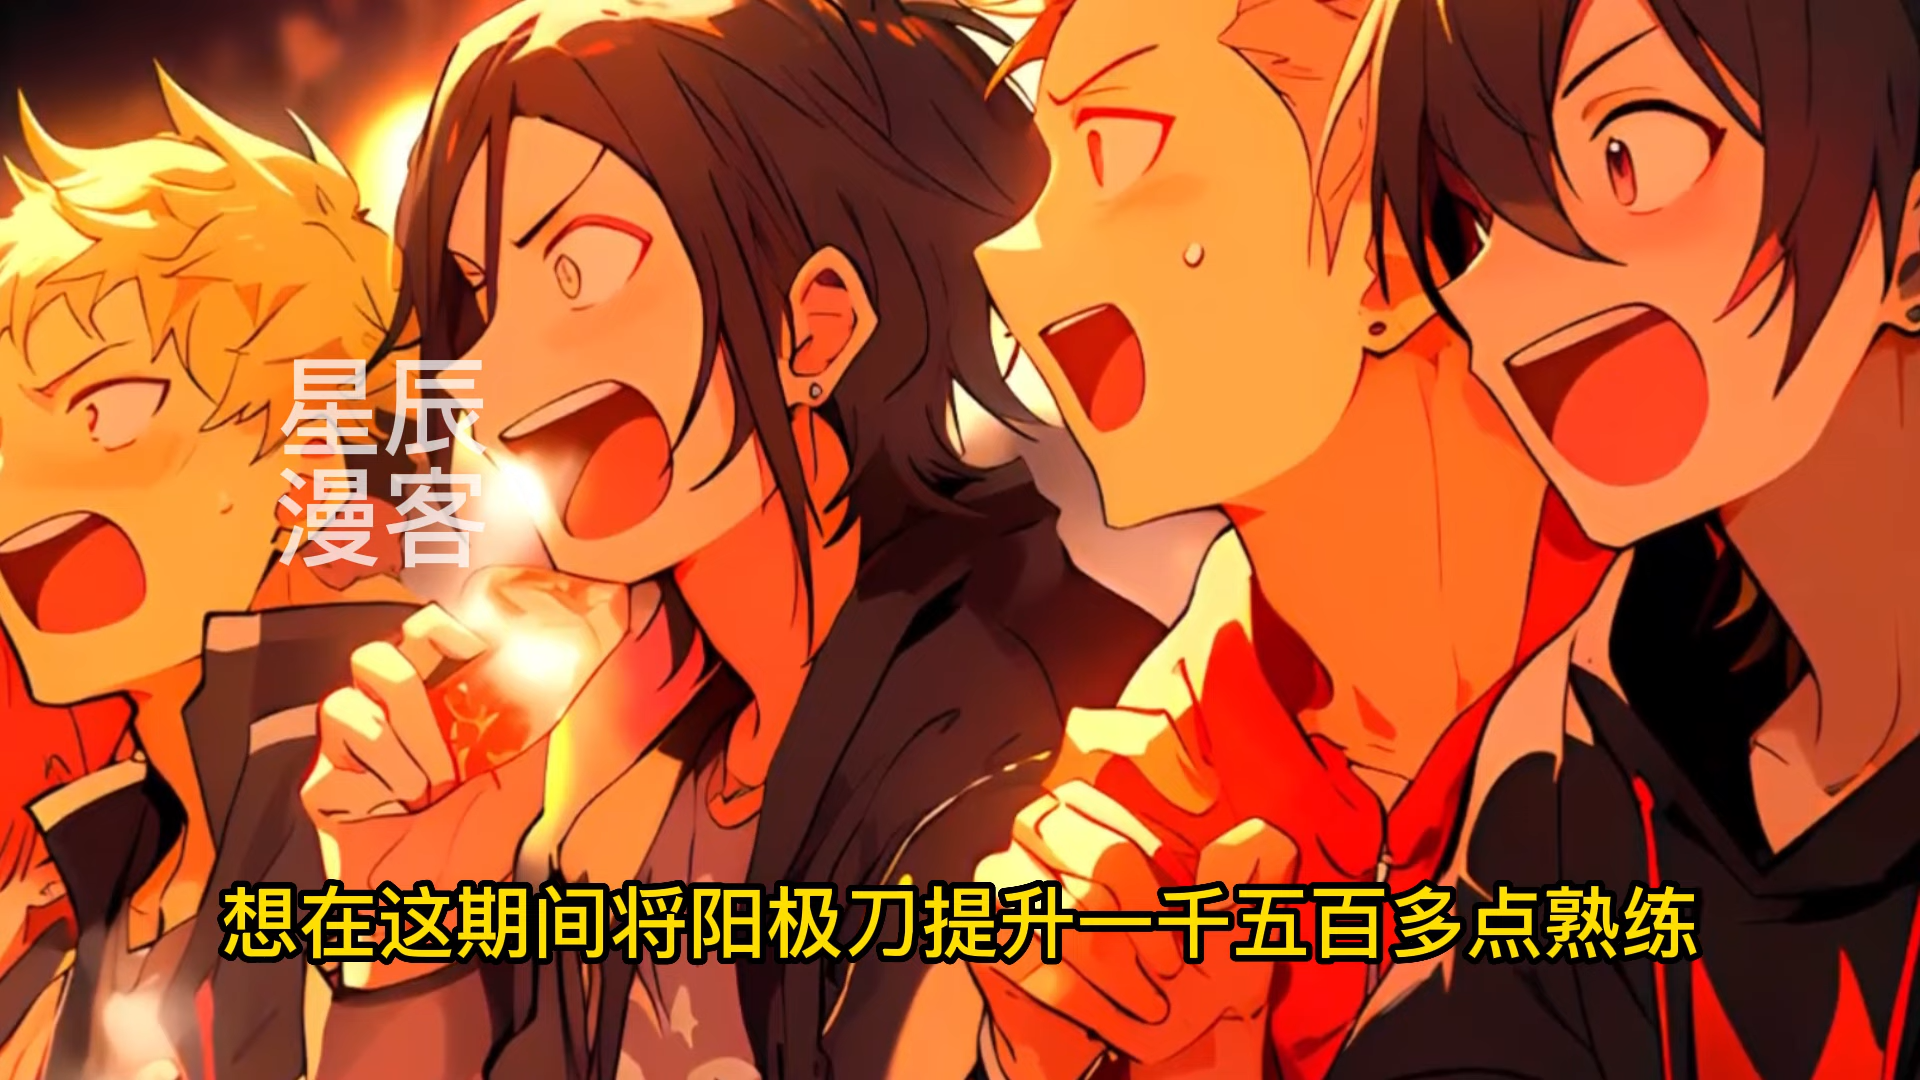 星辰
漫客
想在这期间将阳极刀提升一千五百多点熟练